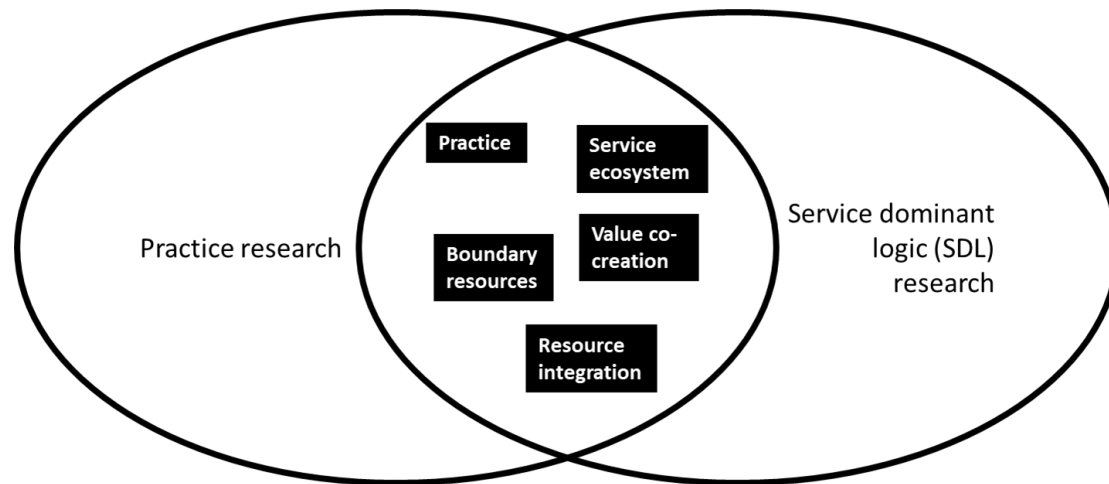 Practice research
Practice
Service
ecosystem
Boundary
resources
Value co-
creation
Resource
integration
Service dominant
logic (SDL)
research